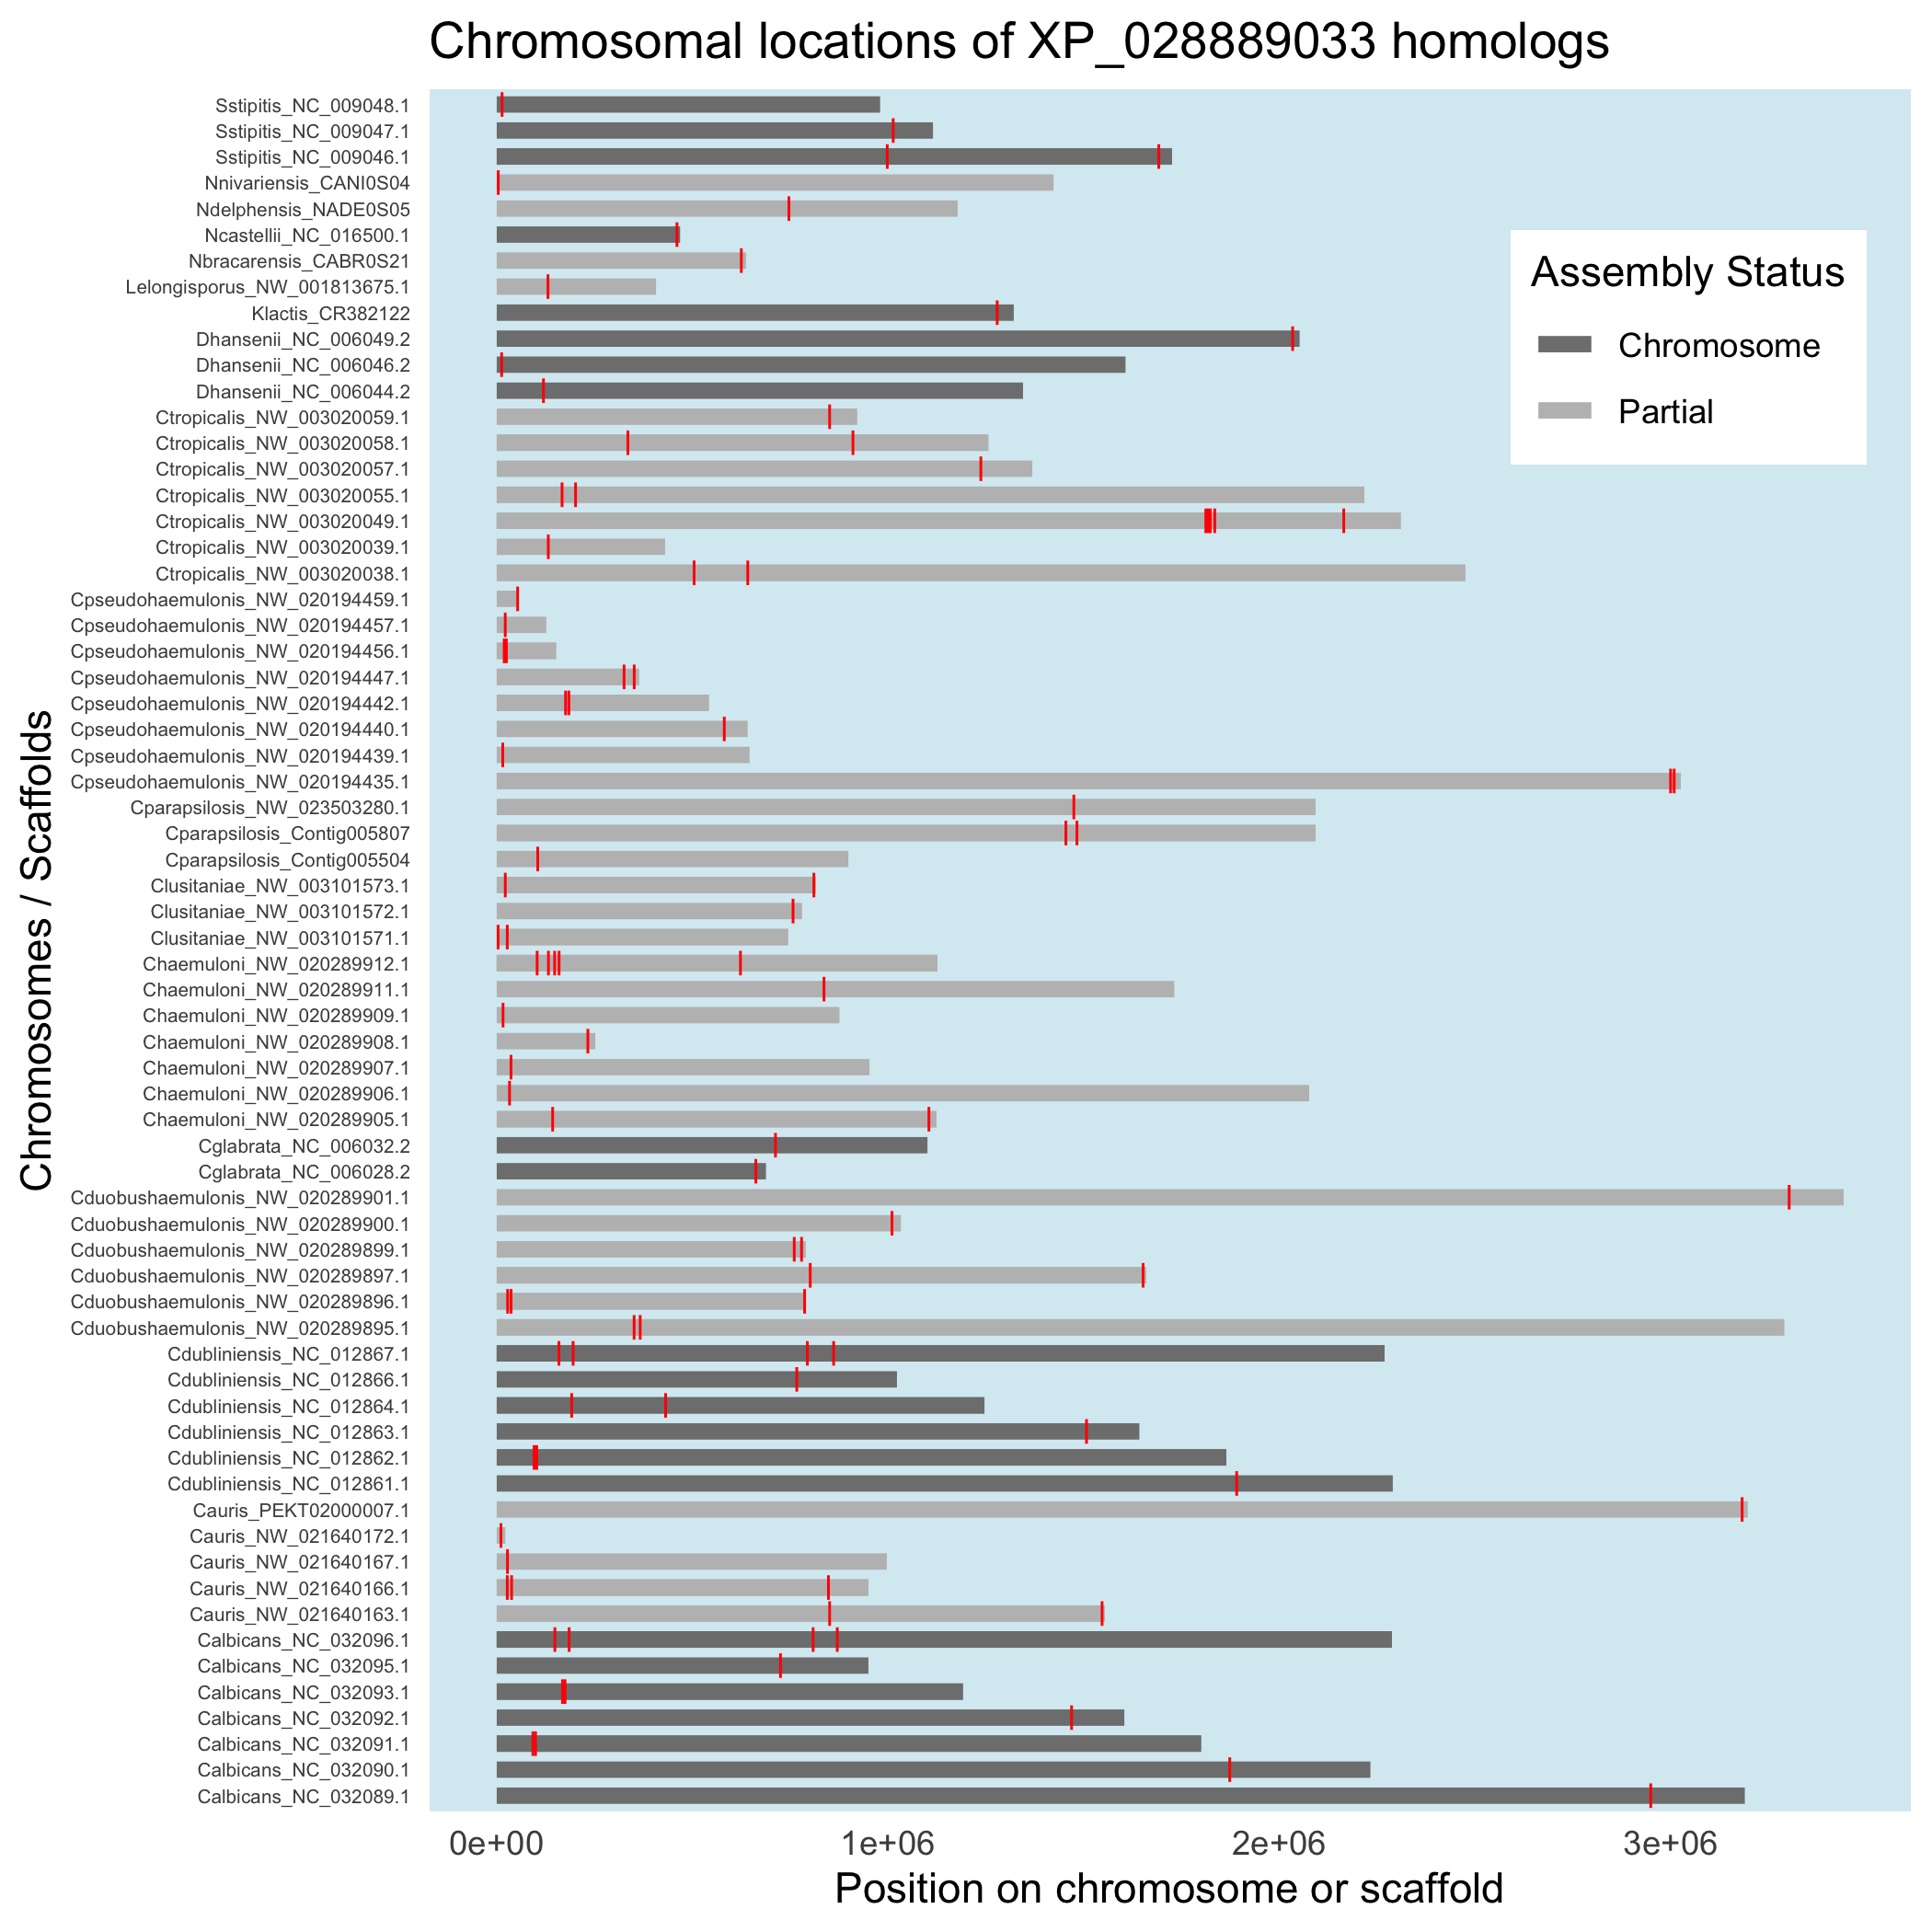 Chromosomal locations of XP_028889033 homologs
Sstipitis_NC_009048.1
Sstipitis_NC_009047.1
Sstipitis_NC_009046.1
Nnivariensis_CANI0S04
Ndelphensis_NADE0S05
Ncastellii_NC_016500.1
Nbracarensis_CABR0S21
Lelongisporus_NW_001813675.1
Klactis_CR382122
Dhansenii_NC_006049.2
Dhansenii_NC_006046.2
Dhansenii_NC_006044.2
Ctropicalis_NW_003020059.1
Ctropicalis_NW_003020058.1
Ctropicalis_NW_003020057.1
Ctropicalis_NW_003020055.1
Ctropicalis_NW_003020049.1
Ctropicalis_NW_003020039.1
Ctropicalis_NW_003020038.1
Cpseudohaemulonis_NW_020194459.1
Cpseudohaemulonis_NW_020194457.1
Cpseudohaemulonis_NW_020194456.1
Cpseudohaemulonis_NW_020194447.1
Cpseudohaemulonis_NW_020194442.1
Cpseudohaemulonis_NW_020194440.1
Cpseudohaemulonis_NW_020194439.1
Cpseudohaemulonis_NW_020194435.1
Cparapsilosis_NW_023503280.1
Cparapsilosis_Contig005807
Cparapsilosis_Contig005504
Clusitaniae_NW_003101573.1
Clusitaniae_NW_003101572.1
Clusitaniae_NW_003101571.1
Chaemuloni_NW_020289912.1
Chaemuloni_NW_020289911.1
Chaemuloni_NW_020289909.1
Chaemuloni_NW_020289908.1
Chaemuloni_NW_020289907.1
Chaemuloni_NW_020289906.1
Chaemuloni_NW_020289905.1
Cglabrata_NC_006032.2
Cglabrata_NC_006028.2
Cduobushaemulonis_NW_020289901.1
Cduobushaemulonis_NW_020289900.1
Cduobushaemulonis_NW_020289899.1
Cduobushaemulonis_NW_020289897.1
Cduobushaemulonis_NW_020289896.1
Cduobushaemulonis_NW_020289895.1
Cdubliniensis_NC_012867.1
Cdubliniensis_NC_012866.1
Cdubliniensis_NC_012864.1
Cdubliniensis_NC_012863.1
Cdubliniensis_NC_012862.1
Cdubliniensis_NC_012861.1
Cauris_PEKT02000007.1
Cauris_NW_021640172.1
Cauris_NW_021640167.1
Cauris_NW_021640166.1
Cauris_NW_021640163.1
Calbicans_NC_032096.1
Calbicans_NC_032095.1
Calbicans_NC_032093.1
Calbicans_NC_032092.1
Calbicans_NC_032091.1
Calbicans_NC_032090.1
Calbicans_NC_032089.1
Chromosomes / Scaffolds
Assembly Status
Chromosome
Partial
0e+00 1e+06 2e+06 3e+06
Position on chromosome or scaffold